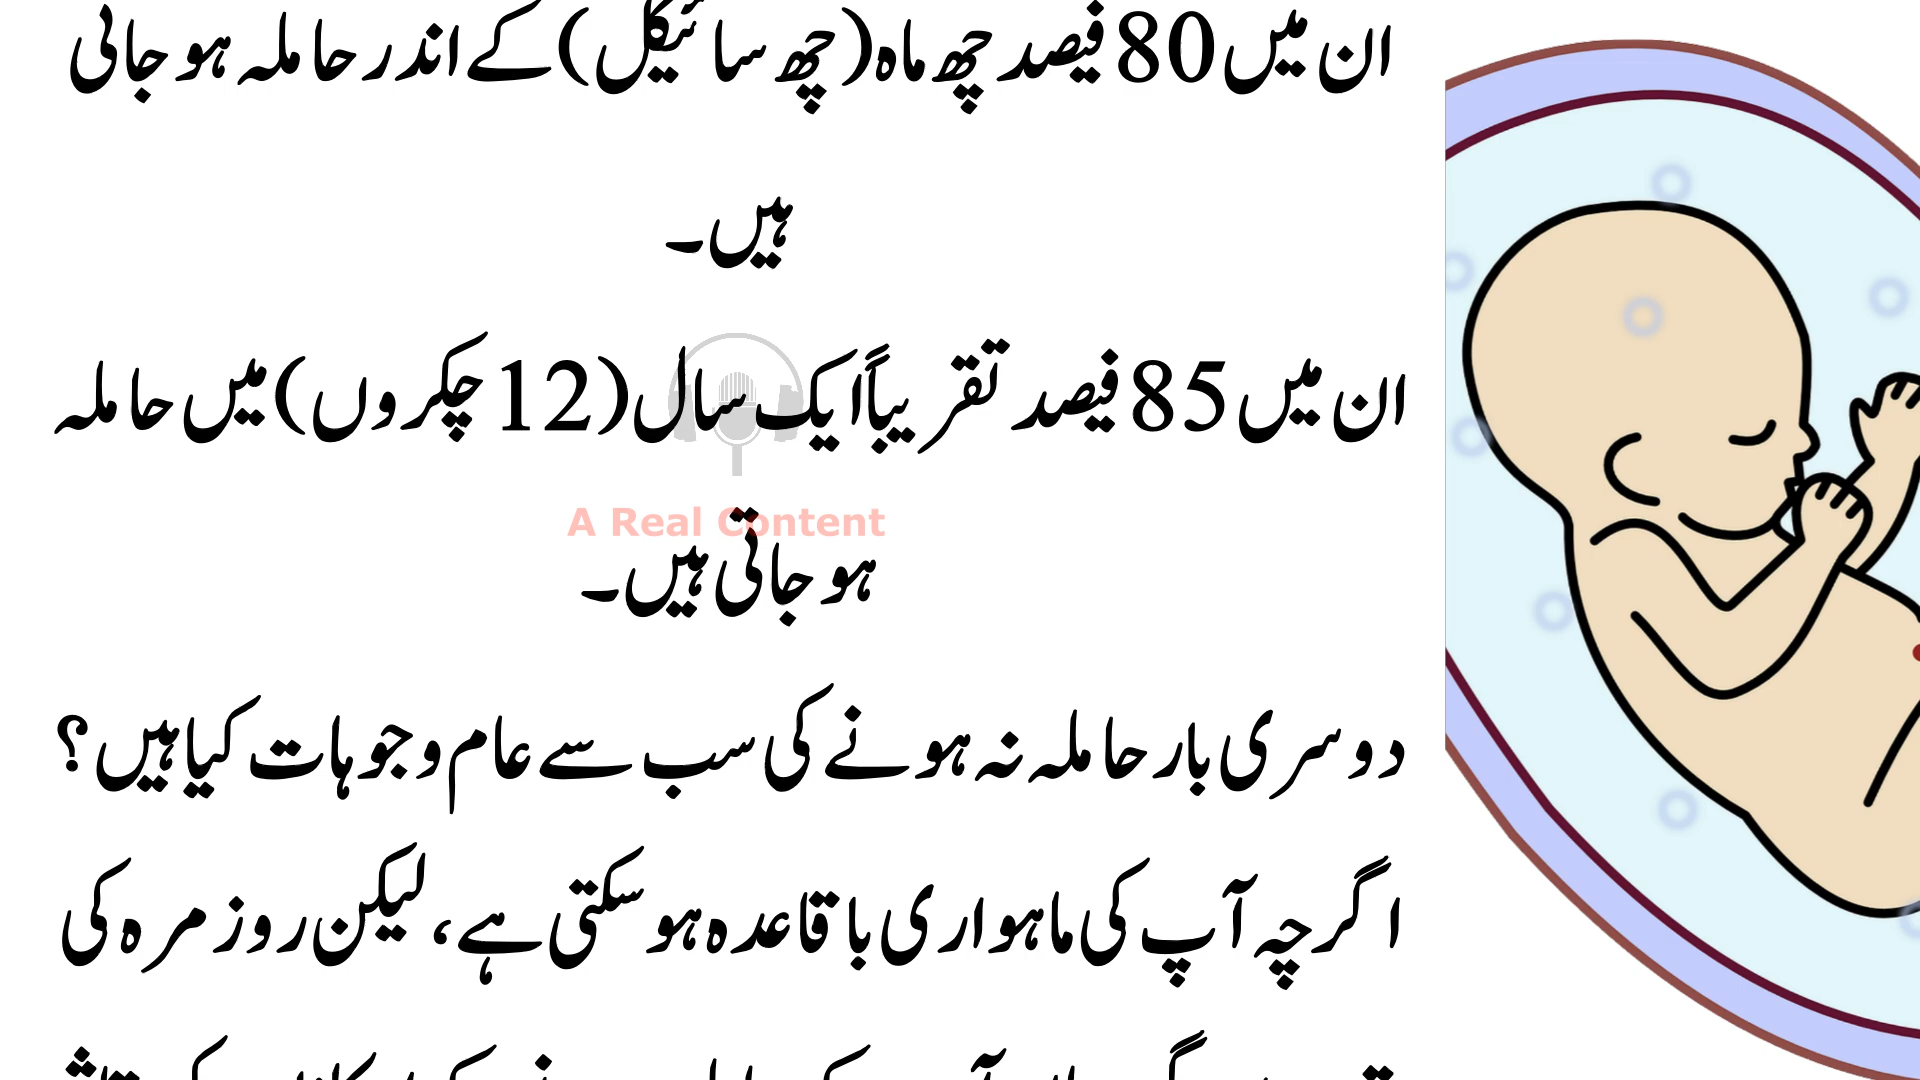 ان میں 80 فیصد چھ ماہ (چھ سائیکل) کے اندر حاملہ ہو جاتی
ہیں۔
ان میں 85 فیصد تقریباً ایک سال (12 چکروں) میں حاملہ
A Real Content
ہو جاتی ہیں۔
دوسری بار حاملہ نہ ہونے کی سب سے عام وجوہات کیا ہیں؟
اگرچہ آپ کی ماہواری باقاعدہ ہو سکتی ہے، لیکن روز مرہ کی